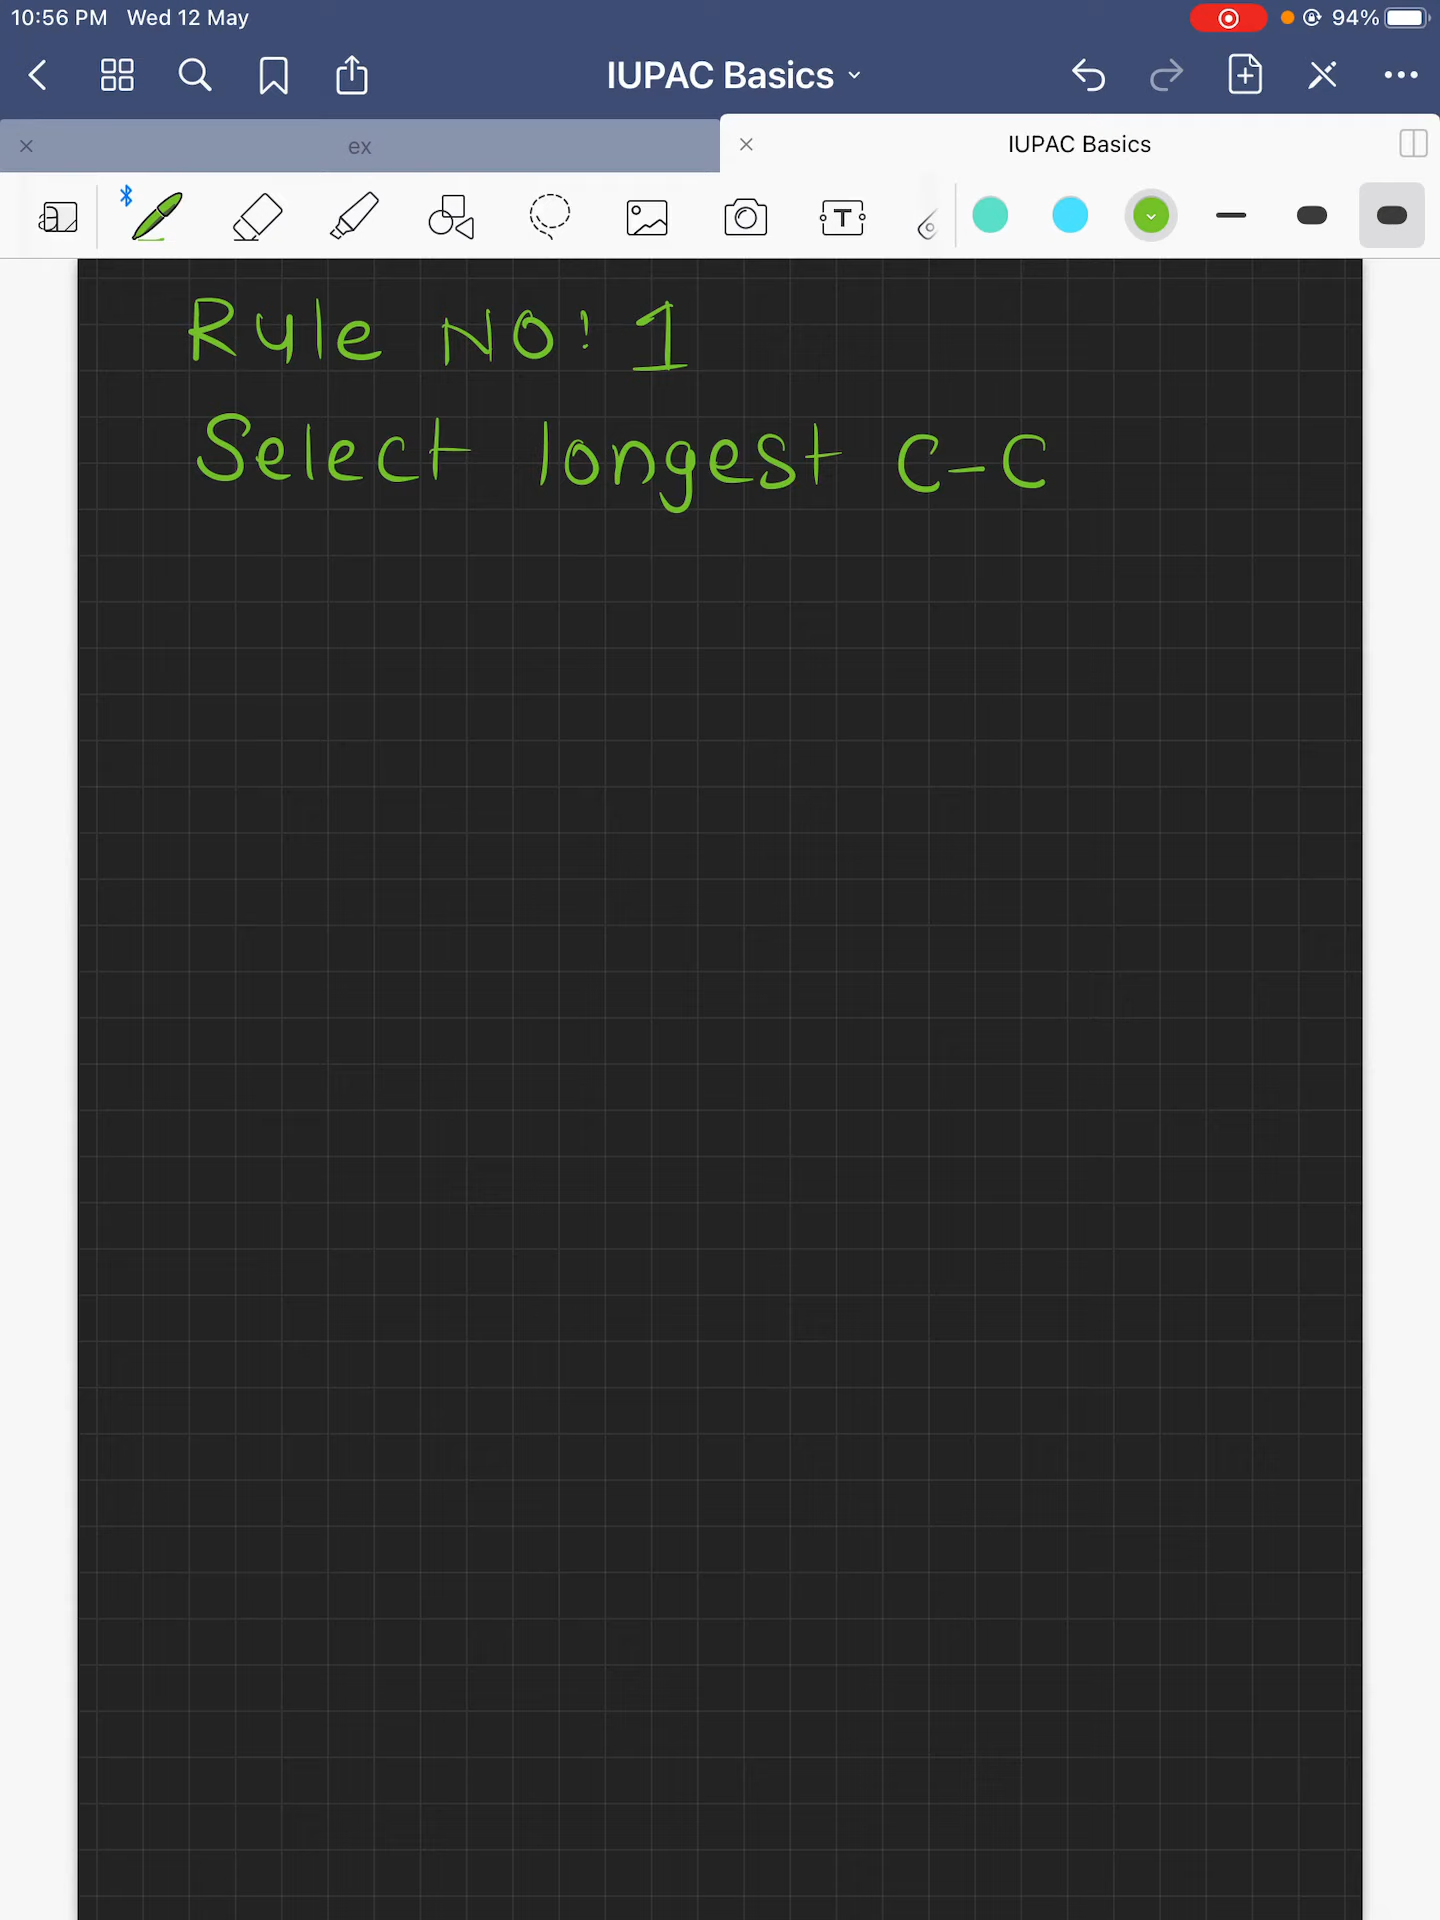 10:56 PM Wed 12 May 94%
IUPAC Basics
ex IUPAC Basics
Rule NO: 1
Select longest C-C